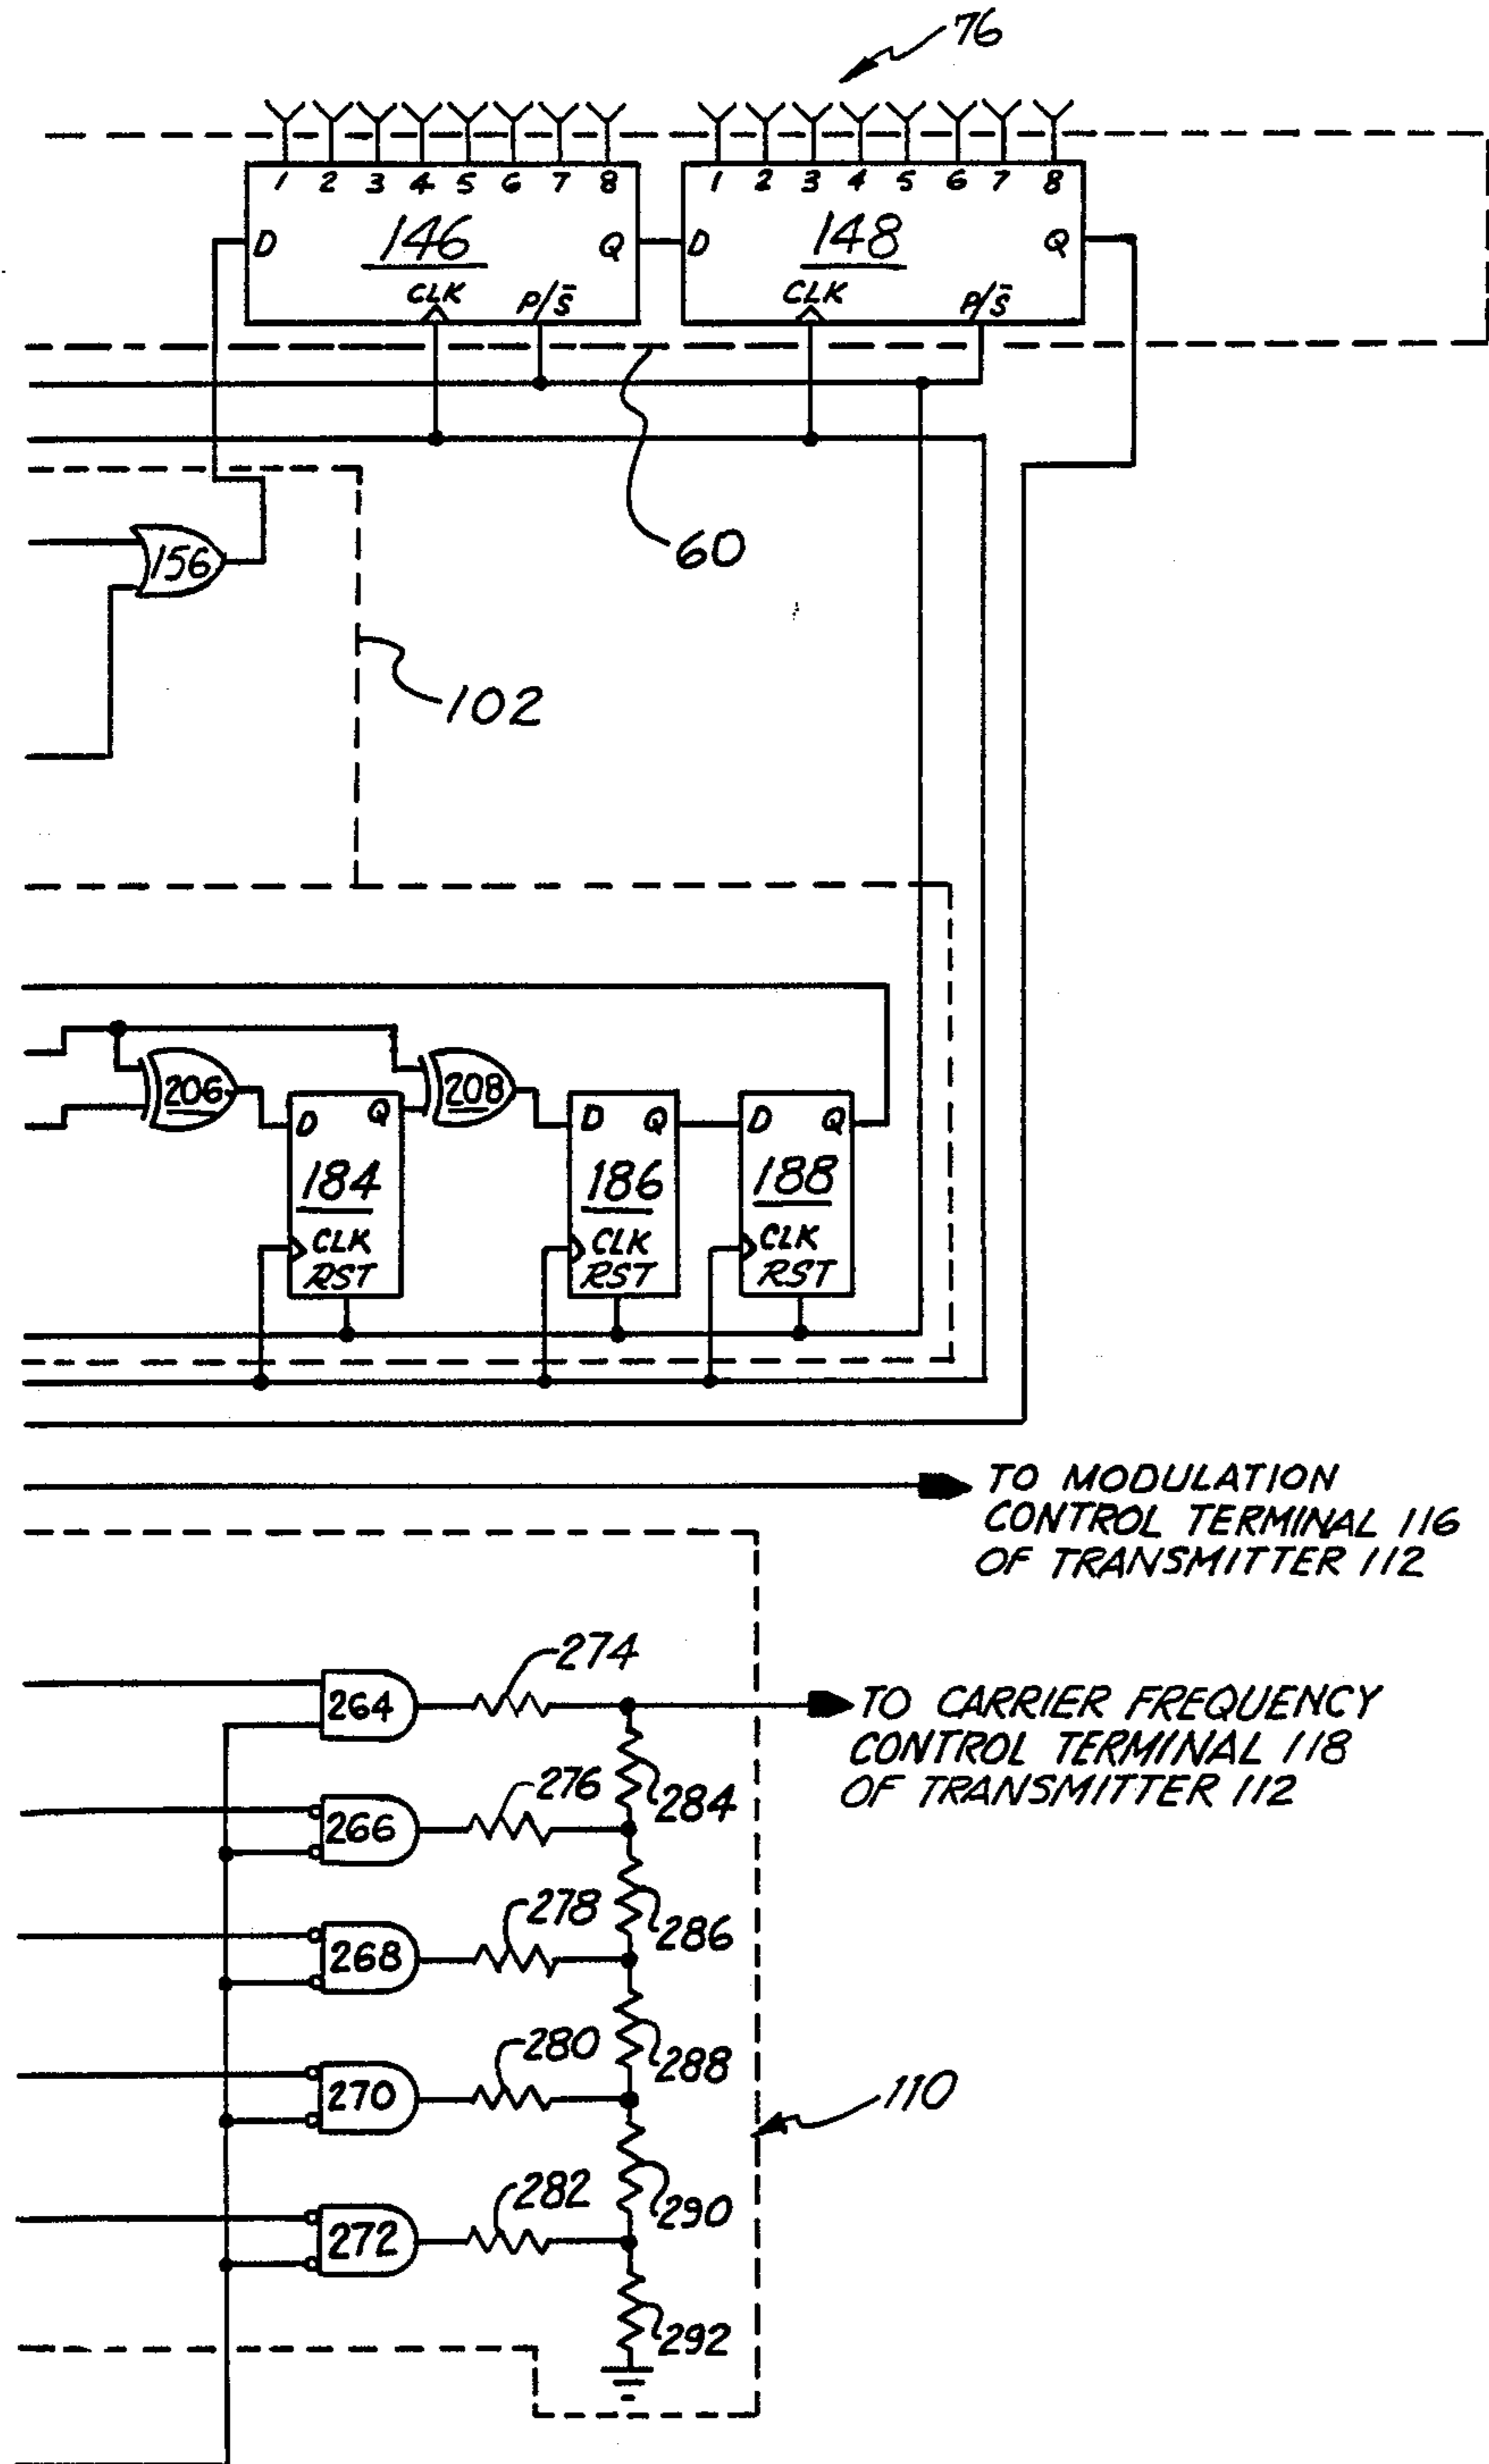 76
1 2 3 4 5 6 7 8
1 2 3 4 5 6 7 8
D 146 Q
D 148 Q
CLK P/S̄
CLK P/S̄
60
156
102
206
208
D Q
D Q
D Q
184
186
188
CLK
CLK
CLK
RST
RST
RST
TO MODULATION
CONTROL TERMINAL 116
OF TRANSMITTER 112
274
264
TO CARRIER FREQUENCY
CONTROL TERMINAL 118
OF TRANSMITTER 112
276
284
266
278
286
268
280
288
270
110
282
290
272
292